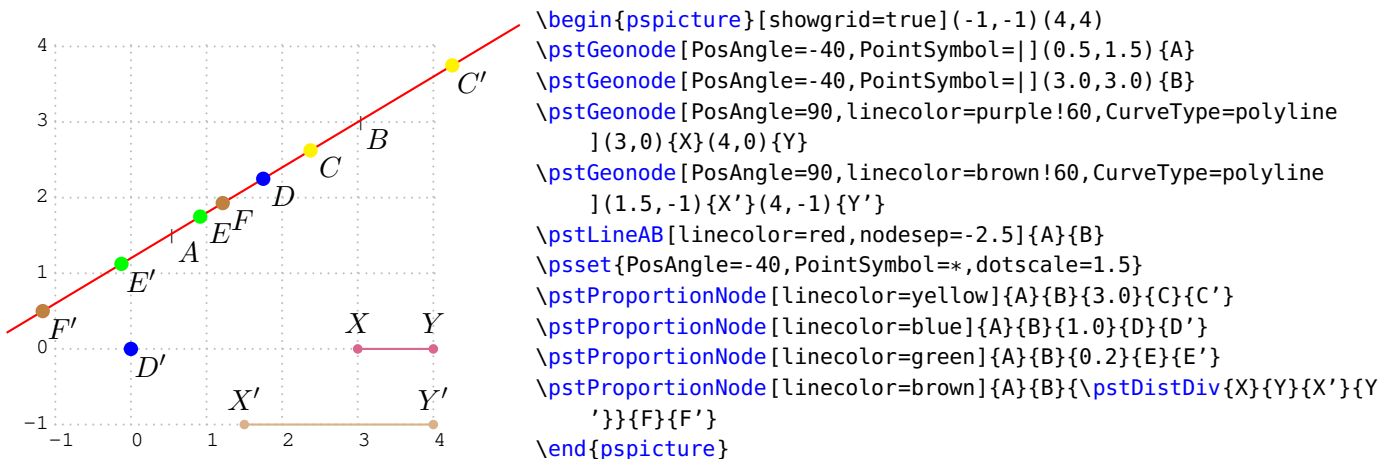 4
3
2
1
0
−1
−1 0 1 2 3 4
C′
B
C
D
F
E
A
E′
F′
D′
X Y
X′ Y′
\begin{pspicture}[showgrid=true](-1,-1)(4,4)
\pstGeonode[PosAngle=-40,PointSymbol=|](0.5,1.5){A}
\pstGeonode[PosAngle=-40,PointSymbol=|](3.0,3.0){B}
\pstGeonode[PosAngle=90,linecolor=purple!60,CurveType=polyline
](3,0){X}(4,0){Y}
\pstGeonode[PosAngle=90,linecolor=brown!60,CurveType=polyline
](1.5,-1){X’}(4,-1){Y’}
\pstLineAB[linecolor=red,nodesep=-2.5]{A}{B}
\psset{PosAngle=-40,PointSymbol=*,dotscale=1.5}
\pstProportionNode[linecolor=yellow]{A}{B}{3.0}{C}{C’}
\pstProportionNode[linecolor=blue]{A}{B}{1.0}{D}{D’}
\pstProportionNode[linecolor=green]{A}{B}{0.2}{E}{E’}
\pstProportionNode[linecolor=brown]{A}{B}{\pstDistDiv{X}{Y}{X’}{Y
’}}{F}{F’}
\end{pspicture}